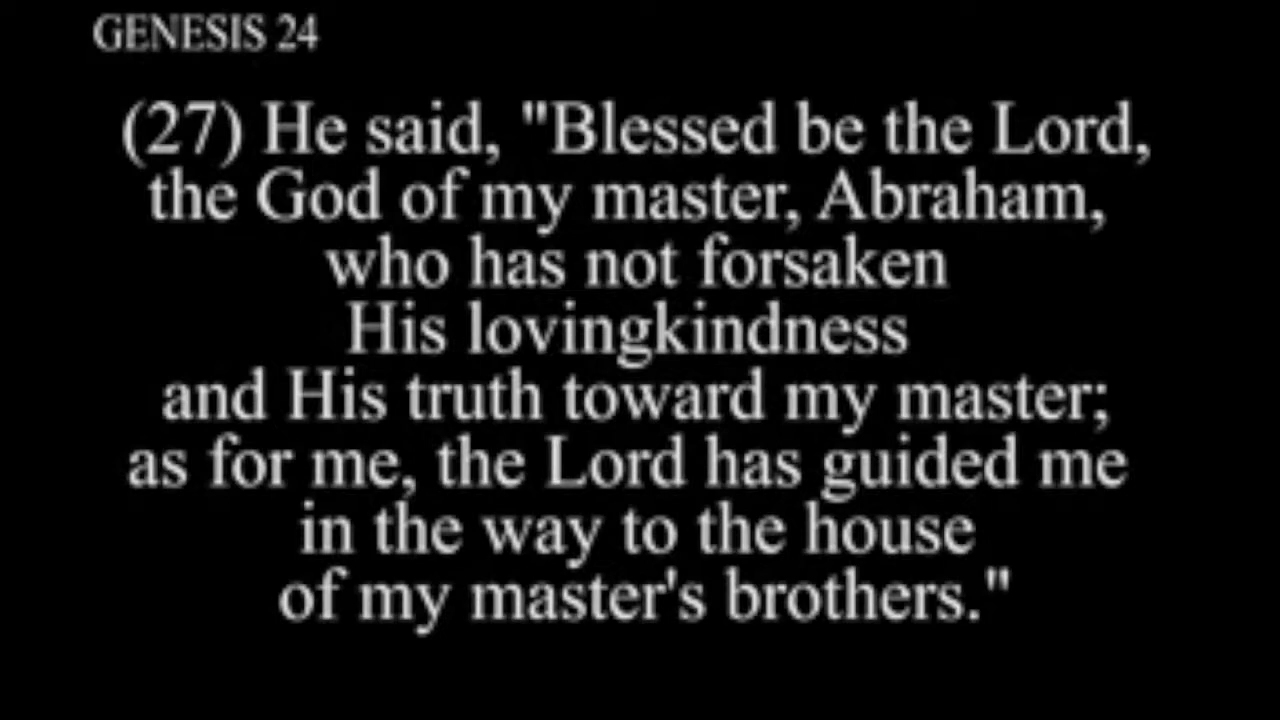 GENESIS 24
(27) He said, "Blessed be the Lord,
the God of my master, Abraham,
who has not forsaken
His lovingkindness
and His truth toward my master;
as for me, the Lord has guided me
in the way to the house
of my master's brothers."